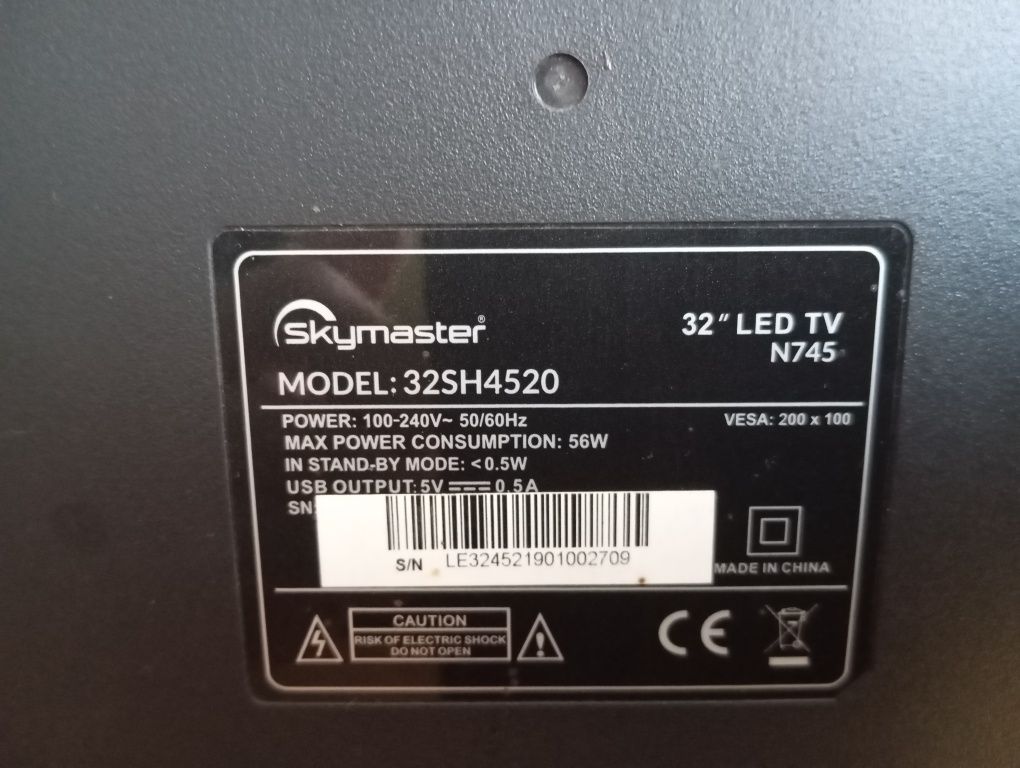 Skymaster®
32" LED TV
N745
MODEL: 32SH4520
POWER: 100-240V~ 50/60Hz
VESA: 200 x 100
MAX POWER CONSUMPTION: 56W
IN STAND-BY MODE: <0.5W
USB OUTPUT: 5V 0.5A
SN:
S/N LE324521901002709
MADE IN CHINA
CAUTION
RISK OF ELECTRIC SHOCK
DO NOT OPEN
CE